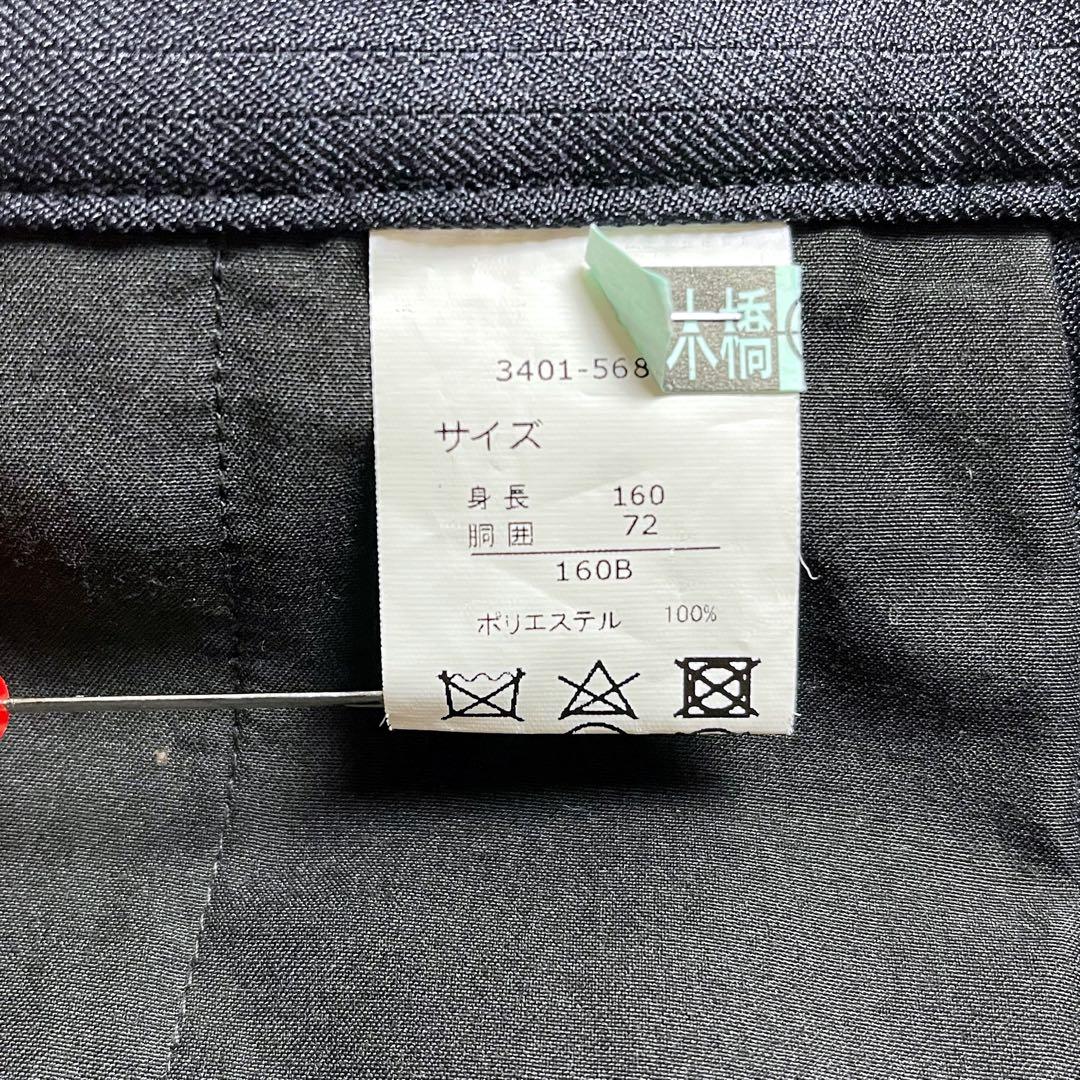 木橋
3401-568
サイズ
身長 160
胴囲 72
160B
ポリエステル 100%